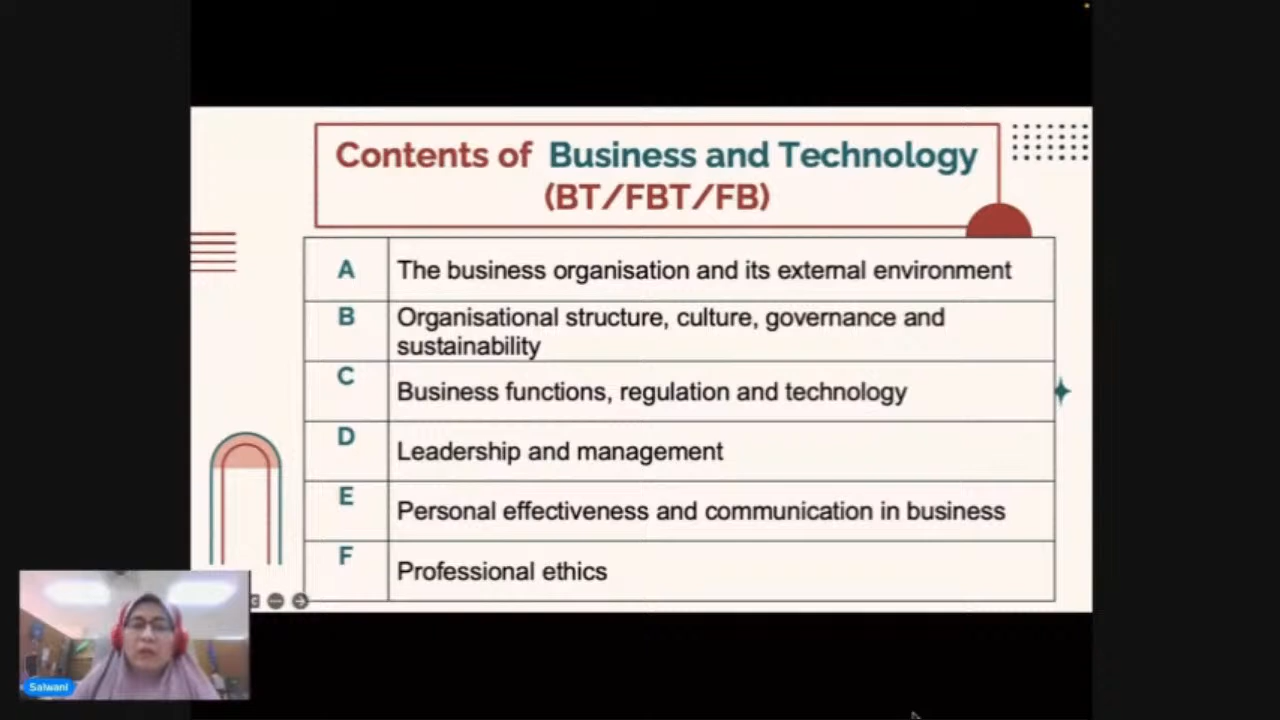 Contents of Business and Technology
(BT/FBT/FB)
A The business organisation and its external environment
B Organisational structure, culture, governance and
sustainability
C Business functions, regulation and technology
D Leadership and management
E Personal effectiveness and communication in business
F Professional ethics
Salwani